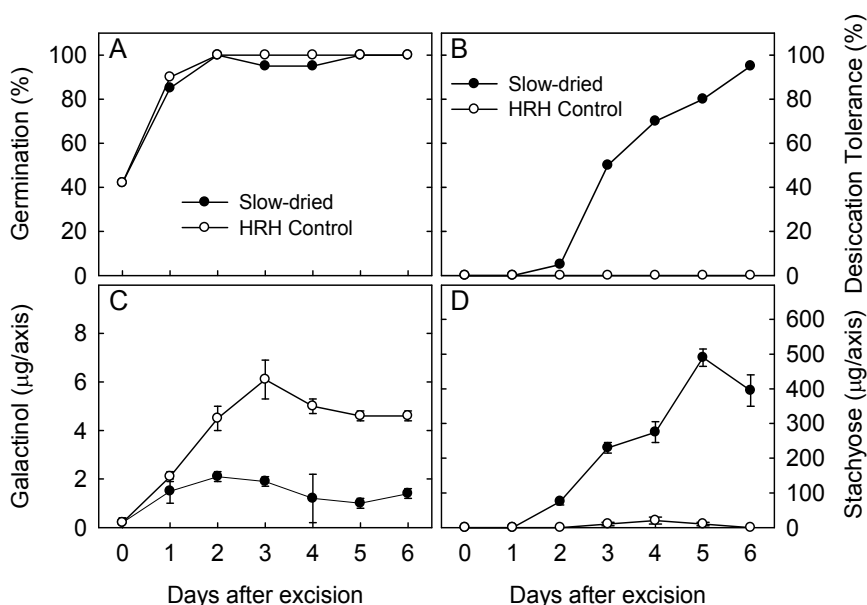 A
Germination (%)
100
80
60
40
20
0
Slow-dried
HRH Control
B
Slow-dried
HRH Control
100
80
60
40
20
0
Desiccation Tolerance (%)
C
Galactinol (μg/axis)
8
6
4
2
0
0 1 2 3 4 5 6
Days after excision
D
600
500
400
300
200
100
0
Stachyose (μg/axis)
0 1 2 3 4 5 6
Days after excision